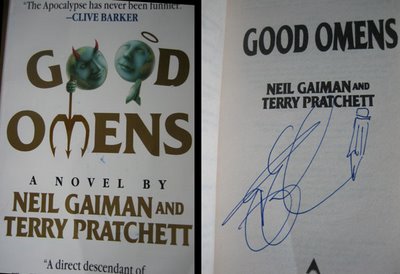 "The Apocalypse has never been funnier."
—CLIVE BARKER
GOOD
OMENS
A NOVEL BY
NEIL GAIMAN AND
TERRY PRATCHETT
"A direct descendant of
GOOD OMENS
NEIL GAIMAN AND
TERRY PRATCHETT